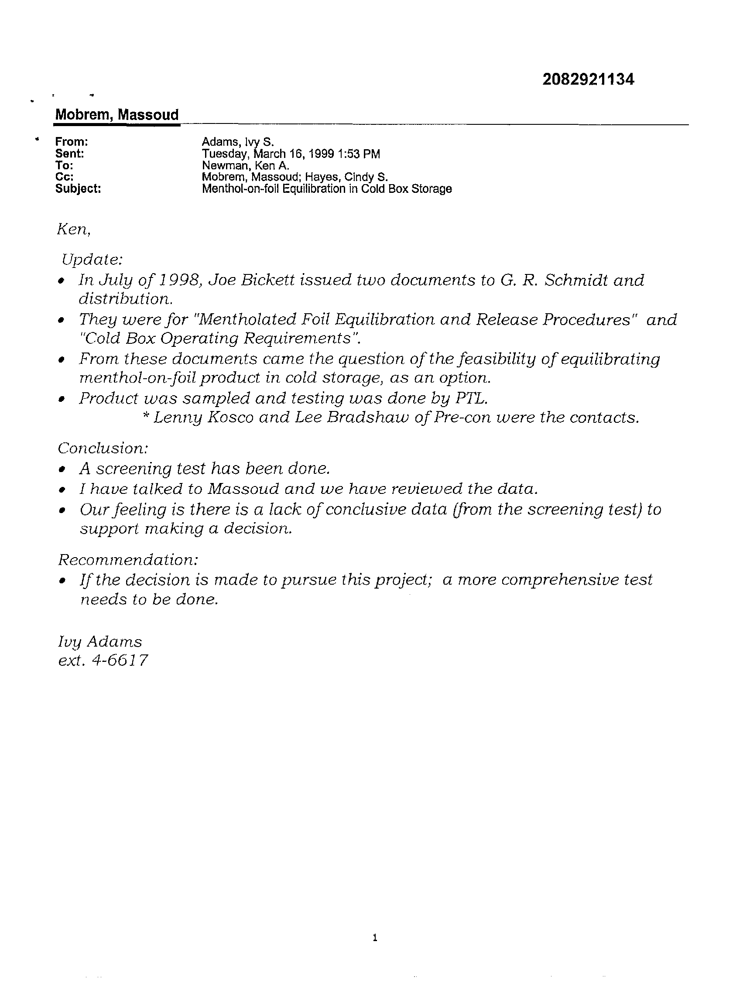 2082921134
Mobrem, Massoud
From: Adams, Ivy S.
Sent: Tuesday, March 16, 1999 1:53 PM
To: Newman, Ken A.
Cc: Mobrem, Massoud; Hayes, Cindy S.
Subject: Menthol-on-foil Equilibration in Cold Box Storage
Ken,
Update:
• In July of 1998, Joe Bickett issued two documents to G. R. Schmidt and
distribution.
• They were for "Mentholated Foil Equilibration and Release Procedures" and
"Cold Box Operating Requirements".
• From these documents came the question of the feasibility of equilibrating
menthol-on-foil product in cold storage, as an option.
• Product was sampled and testing was done by PTL.
* Lenny Kosco and Lee Bradshaw of Pre-con were the contacts.
Conclusion:
• A screening test has been done.
• I have talked to Massoud and we have reviewed the data.
• Our feeling is there is a lack of conclusive data (from the screening test) to
support making a decision.
Recommendation:
• If the decision is made to pursue this project; a more comprehensive test
needs to be done.
Ivy Adams
ext. 4-6617
1